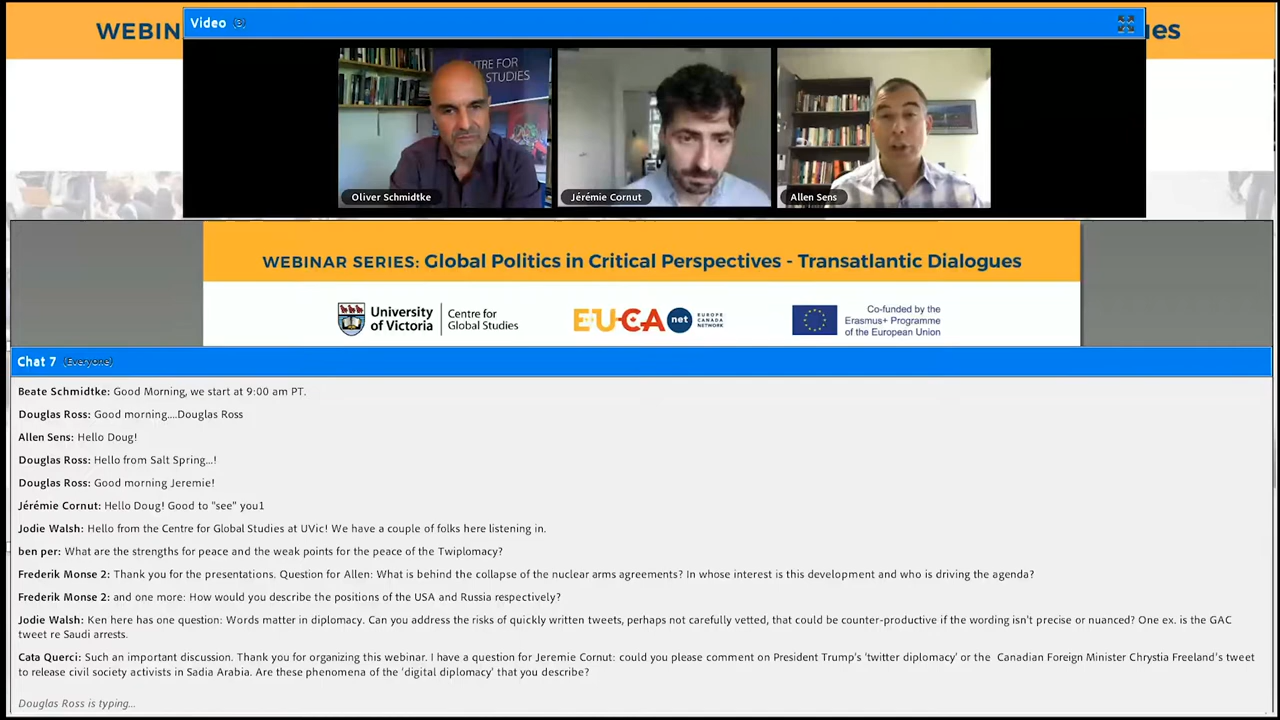 WEBIN
Video (3)
ues
CENTRE FOR
STUDIES
Oliver Schmidtke
Jérémie Cornut
Allen Sens
WEBINAR SERIES: Global Politics in Critical Perspectives - Transatlantic Dialogues
University of Victoria
Centre for Global Studies
EUCA net
EUROPE CANADA NETWORK
Co-funded by the
Erasmus+ Programme
of the European Union
Chat 7 (Everyone)
Beate Schmidtke: Good Morning, we start at 9:00 am PT.
Douglas Ross: Good morning....Douglas Ross
Allen Sens: Hello Doug!
Douglas Ross: Hello from Salt Spring...!
Douglas Ross: Good morning Jeremie!
Jérémie Cornut: Hello Doug! Good to "see" you1
Jodie Walsh: Hello from the Centre for Global Studies at UVic! We have a couple of folks here listening in.
ben per: What are the strengths for peace and the weak points for the peace of the Twiplomacy?
Frederik Monse 2: Thank you for the presentations. Question for Allen: What is behind the collapse of the nuclear arms agreements? In whose interest is this development and who is driving the agenda?
Frederik Monse 2: and one more: How would you describe the positions of the USA and Russia respectively?
Jodie Walsh: Ken here has one question: Words matter in diplomacy. Can you address the risks of quickly written tweets, perhaps not carefully vetted, that could be counter-productive if the wording isn't precise or nuanced? One ex. is the GAC
tweet re Saudi arrests.
Cata Querci: Such an important discussion. Thank you for organizing this webinar. I have a question for Jeremie Cornut: could you please comment on President Trump's 'twitter diplomacy' or the Canadian Foreign Minister Chrystia Freeland's tweet
to release civil society activists in Sadia Arabia. Are these phenomena of the 'digital diplomacy' that you describe?
Douglas Ross is typing...